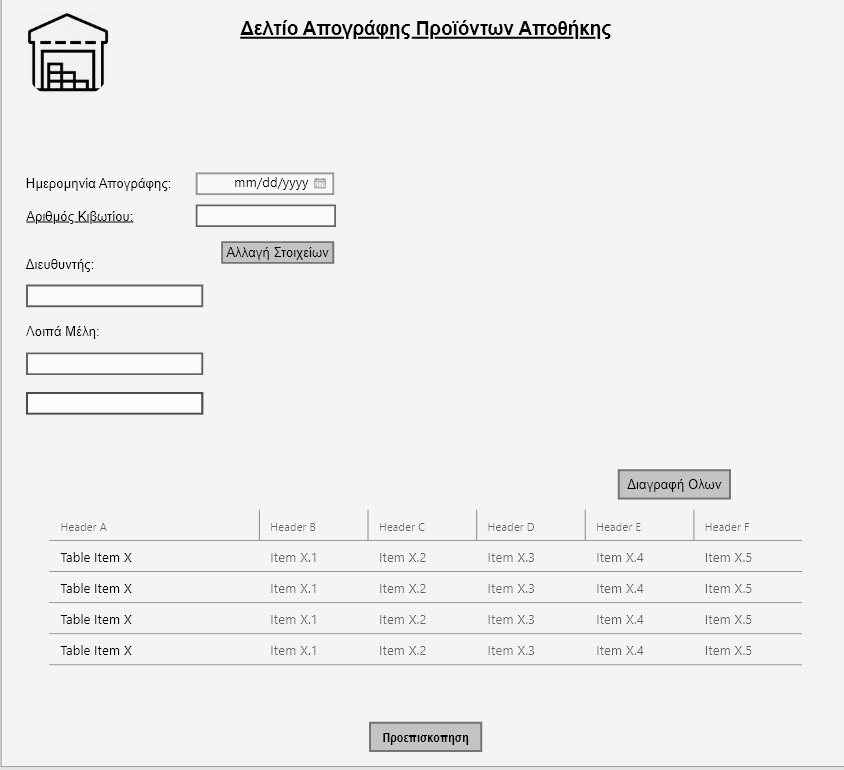 Δελτίο Απογράφης Προϊόντων Αποθήκης
Ημερομηνία Απογράφης: mm/dd/yyyy
Αριθμός Κιβωτίου:
Αλλαγή Στοιχείων
Διευθυντής:
Λοιπά Μέλη:
Διαγραφή Ολων
Header A Header B Header C Header D Header E Header F
Table Item X Item X.1 Item X.2 Item X.3 Item X.4 Item X.5
Table Item X Item X.1 Item X.2 Item X.3 Item X.4 Item X.5
Table Item X Item X.1 Item X.2 Item X.3 Item X.4 Item X.5
Table Item X Item X.1 Item X.2 Item X.3 Item X.4 Item X.5
Προεπισκοπηση